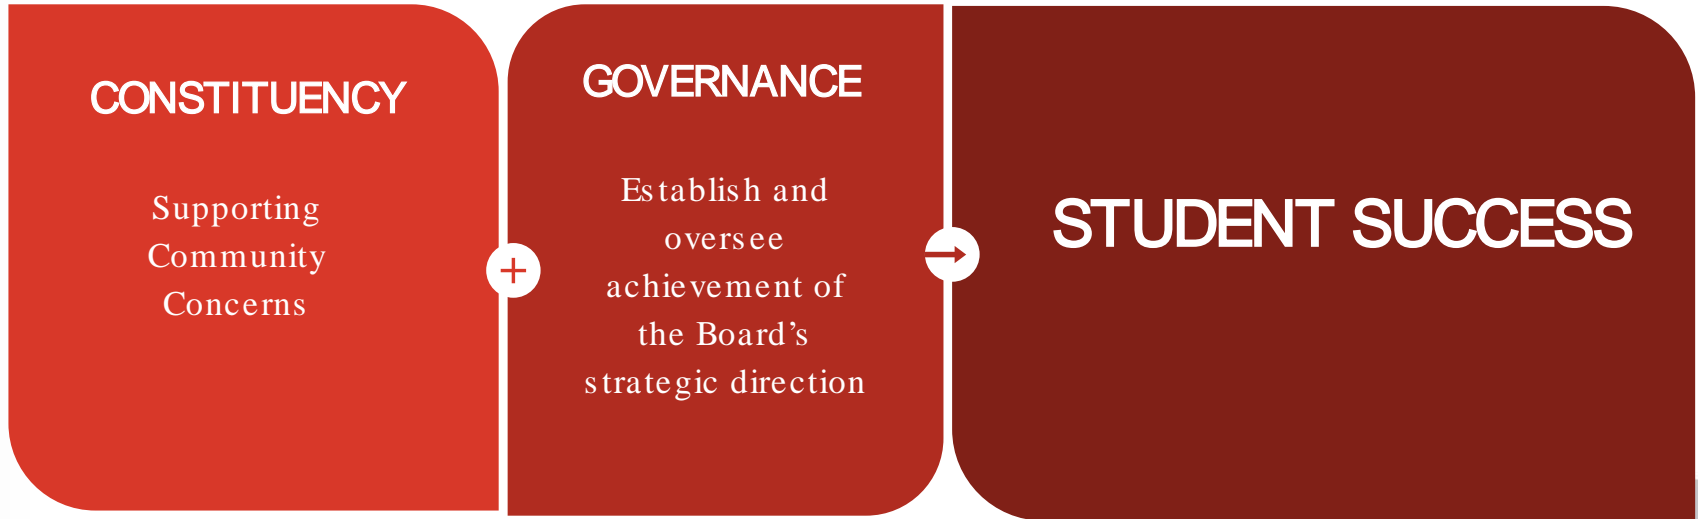 CONSTITUENCY
Supporting
Community
Concerns
+
GOVERNANCE
Establish and
oversee
achievement of
the Board’s
strategic direction
STUDENT SUCCESS